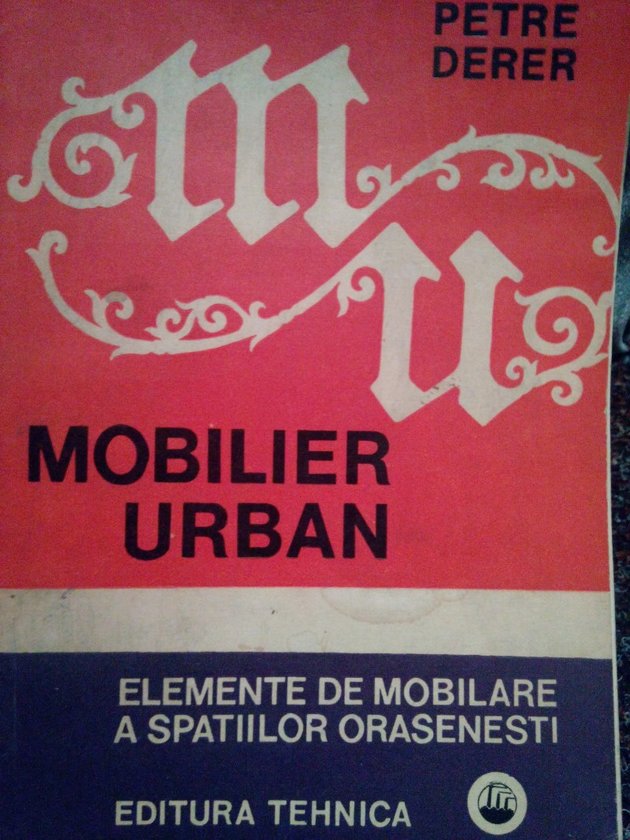 PETRE
DERER
m
u
MOBILIER
URBAN
ELEMENTE DE MOBILARE
A SPATIILOR ORASENESTI
EDITURA TEHNICA